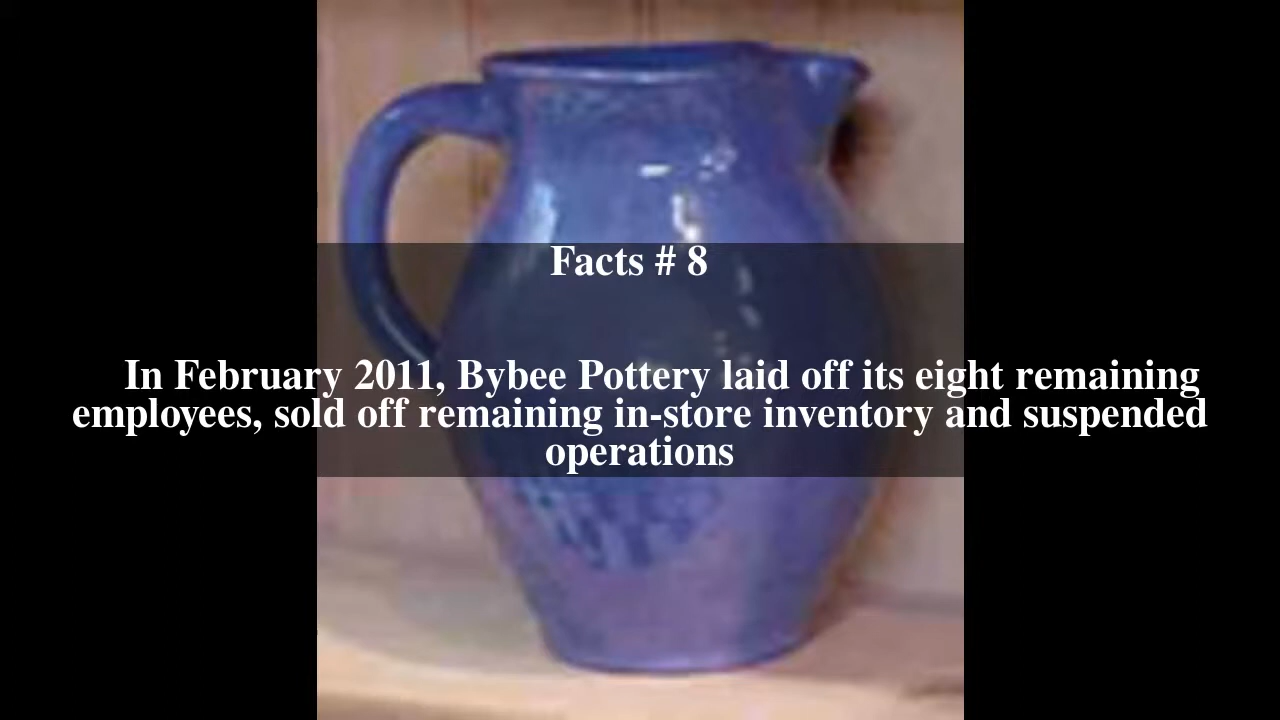 Facts # 8
In February 2011, Bybee Pottery laid off its eight remaining
employees, sold off remaining in-store inventory and suspended
operations